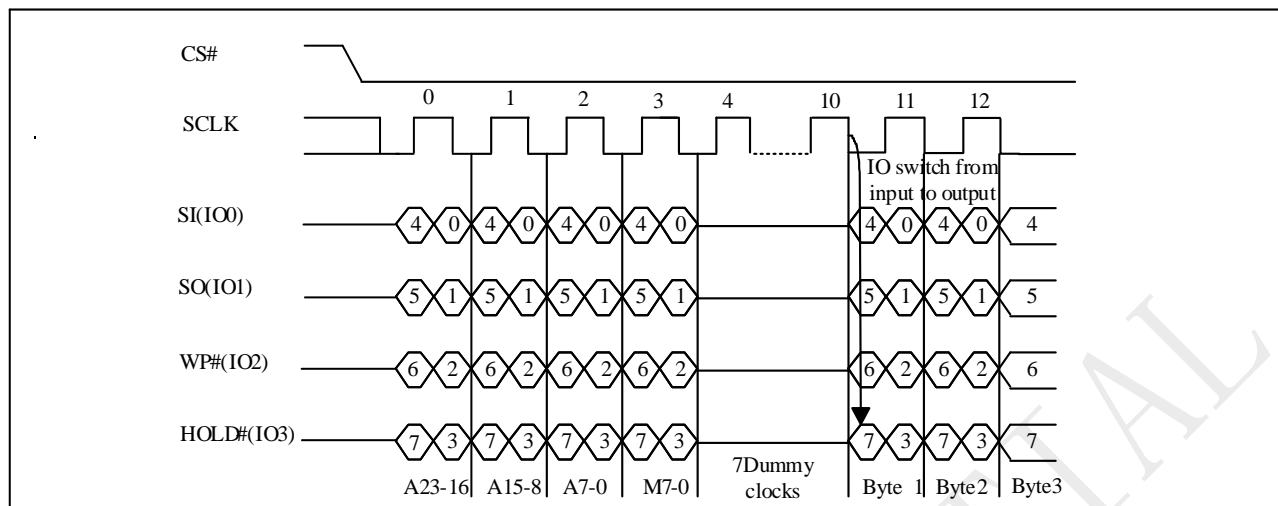 CS#
0 1 2 3 4 10 11 12
SCLK
IO switch from
input to output
SI(IO0)
4 0 4 0 4 0 4 0 4 0 4 0 4
SO(IO1)
5 1 5 1 5 1 5 1 5 1 5 1 5
WP#(IO2)
6 2 6 2 6 2 6 2 6 2 6 2 6
HOLD#(IO3)
7 3 7 3 7 3 7 3 7 3 7 3 7
A23-16 A15-8 A7-0 M7-0 7Dummy
clocks Byte 1 Byte2 Byte3